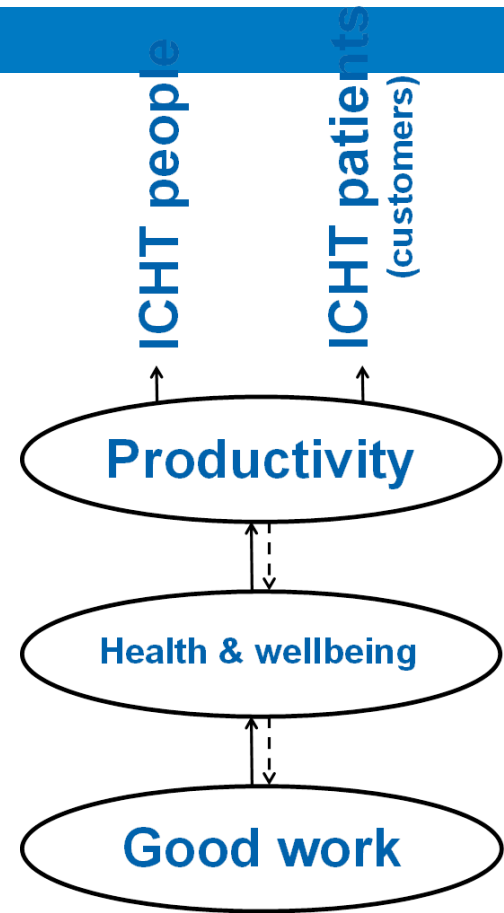 ICHT people
ICHT patients
(customers)
Productivity
Health & wellbeing
Good work